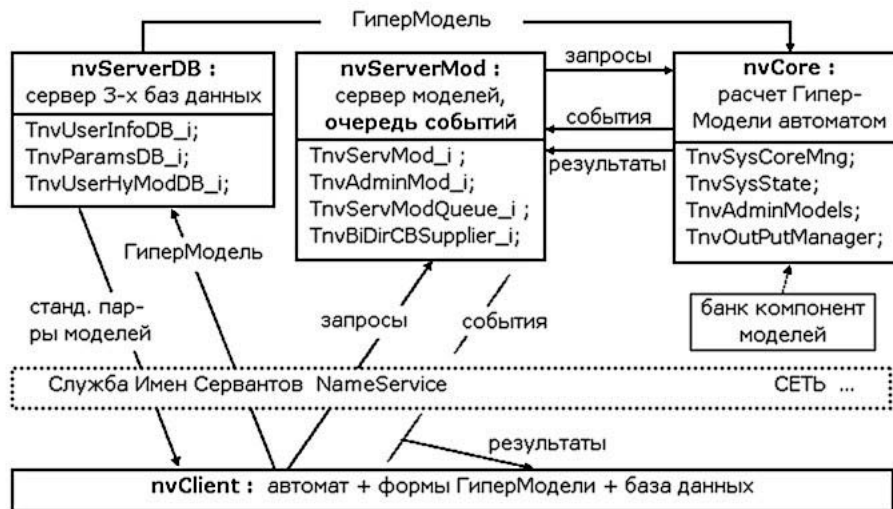 ГиперМодель
nvServerDB :
сервер 3-х баз данных
TnvUserInfoDB_i;
TnvParamsDB_i;
TnvUserHyModDB_i;
nvServerMod :
сервер моделей,
очередь событий
TnvServMod_i ;
TnvAdminMod_i;
TnvServModQueue_i ;
TnvBiDirCBSupplier_i;
запросы
события
результаты
nvCore :
расчет Гипер-
Модели автоматом
TnvSysCoreMng;
TnvSysState;
TnvAdminModels;
TnvOutPutManager;
ГиперМодель
станд. пар-
ры моделей
запросы
события
банк компонент
моделей
Служба Имен Сервантов NameService
СЕТЬ ...
результаты
nvClient : автомат + формы ГиперМодели + база данных